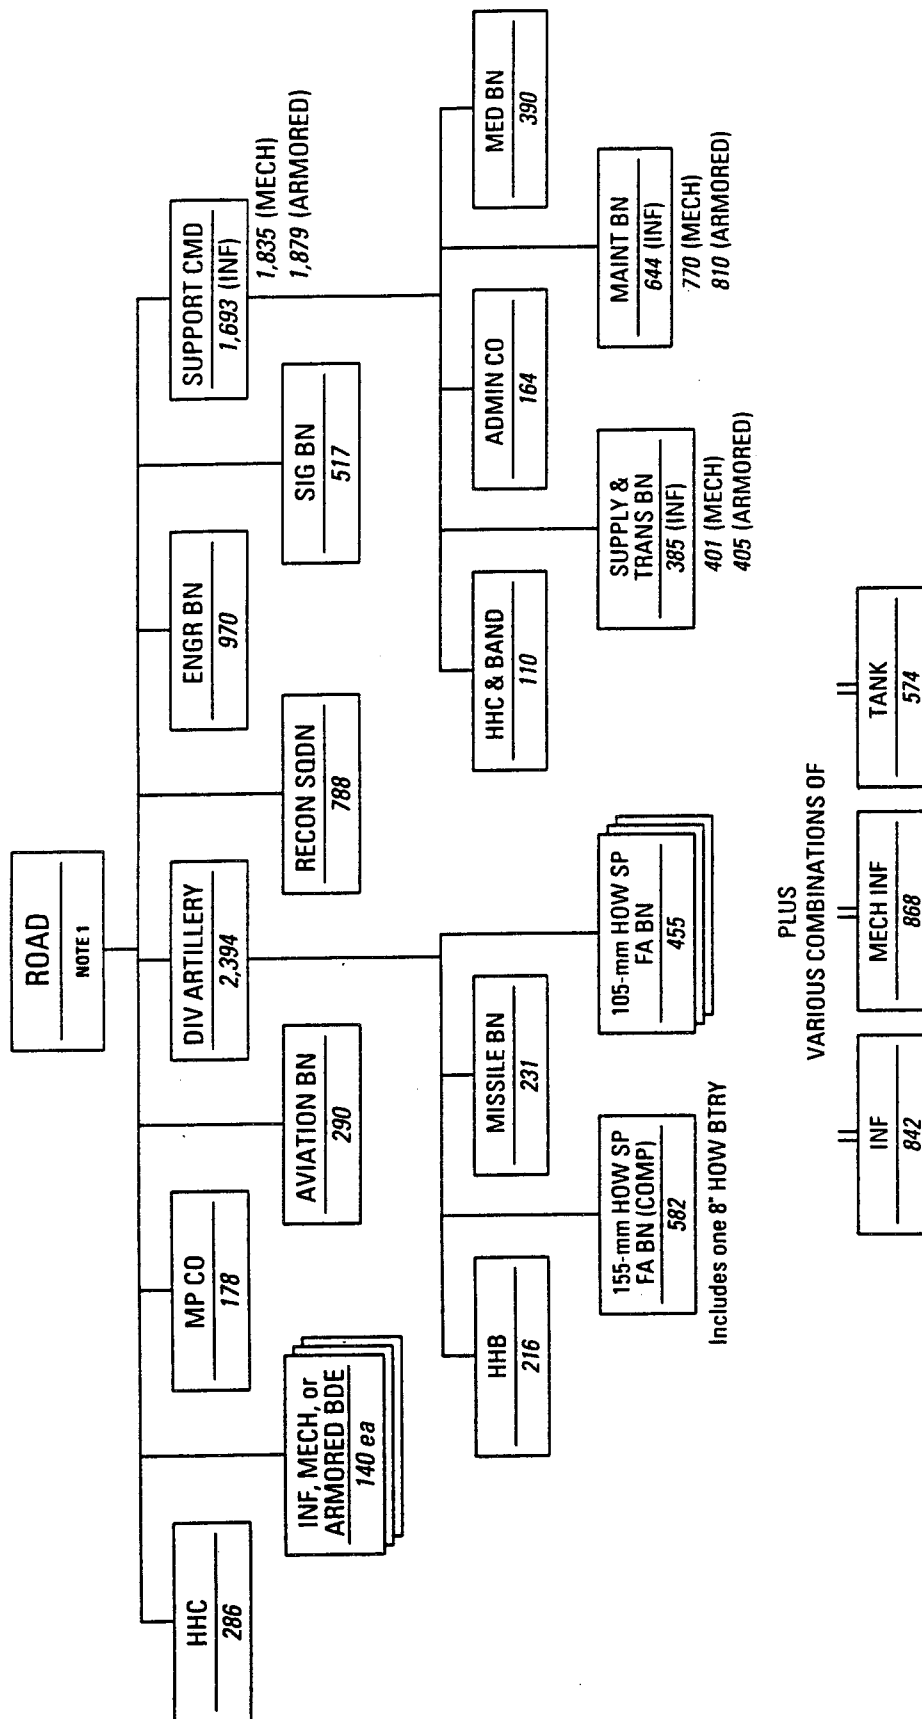 ROAD
NOTE 1
HHC
286
INF, MECH, or
ARMORED BDE
140 ea
MP CO
178
AVIATION BN
290
DIV ARTILLERY
2,394
RECON SQDN
788
ENGR BN
970
SIG BN
517
SUPPORT CMD
1,693 (INF)
1,835 (MECH)
1,879 (ARMORED)
HHB
216
155-mm HOW SP
FA BN (COMP)
582
Includes one 8" HOW BTRY
MISSILE BN
231
105-mm HOW SP
FA BN
455
HHC & BAND
110
SUPPLY &
TRANS BN
385 (INF)
401 (MECH)
405 (ARMORED)
ADMIN CO
164
MAINT BN
644 (INF)
770 (MECH)
810 (ARMORED)
MED BN
390
PLUS
VARIOUS COMBINATIONS OF
INF
842
MECH INF
868
TANK
574